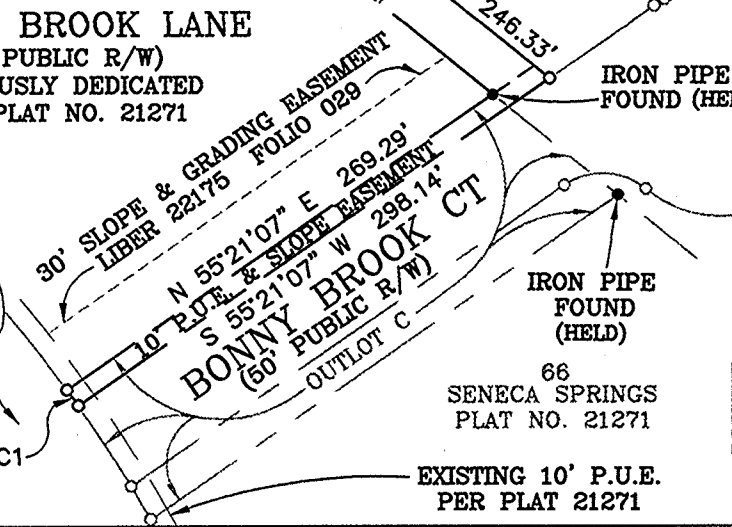 BROOK LANE
PUBLIC R/W)
USLY DEDICATED
PLAT NO. 21271
246.33'
IRON PIPE
FOUND (HE
30' SLOPE & GRADING EASEMENT
LIBER 22175 FOLIO 029
N 55°21'07" E 269.29'
10' P.U.E. & SLOPE EASEMENT
S 55°21'07" W 298.14'
BONNY BROOK CT
(50' PUBLIC R/W)
OUTLOT C
IRON PIPE
FOUND
(HELD)
66
SENECA SPRINGS
PLAT NO. 21271
C1
EXISTING 10' P.U.E.
PER PLAT 21271